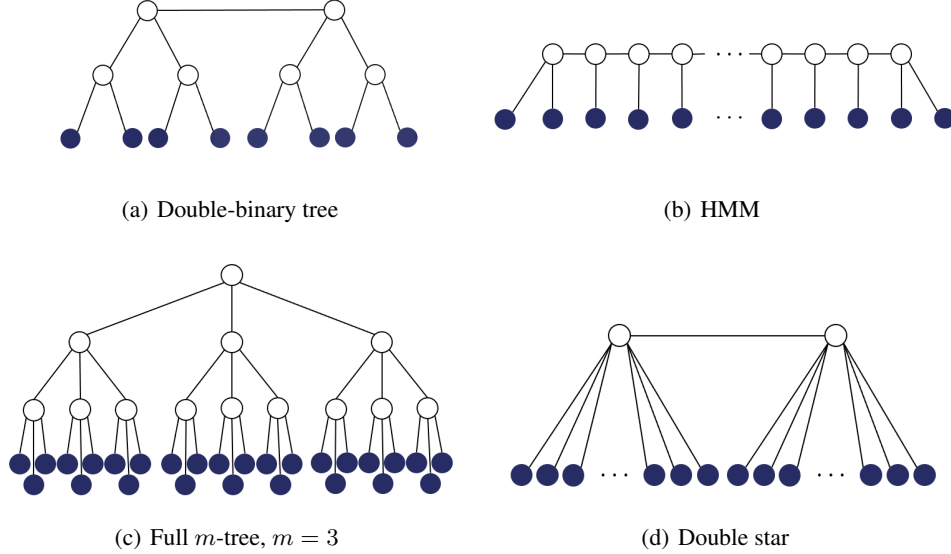 (a) Double-binary tree
(b) HMM
(c) Full m-tree, m = 3
(d) Double star